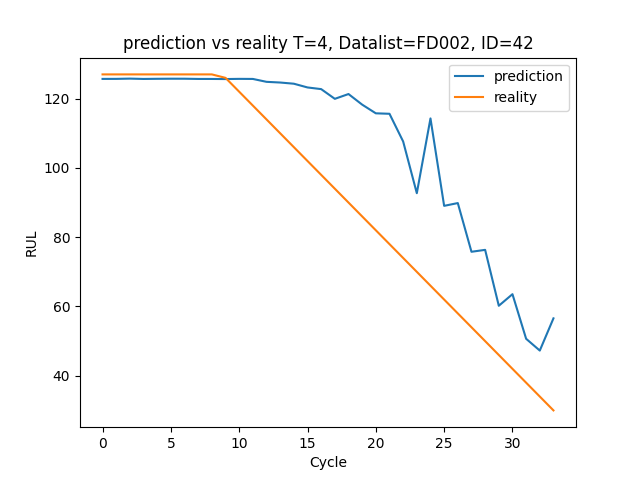 prediction vs reality T=4, Datalist=FD002, ID=42
prediction
reality
RUL
120
100
80
60
40
0 5 10 15 20 25 30
Cycle